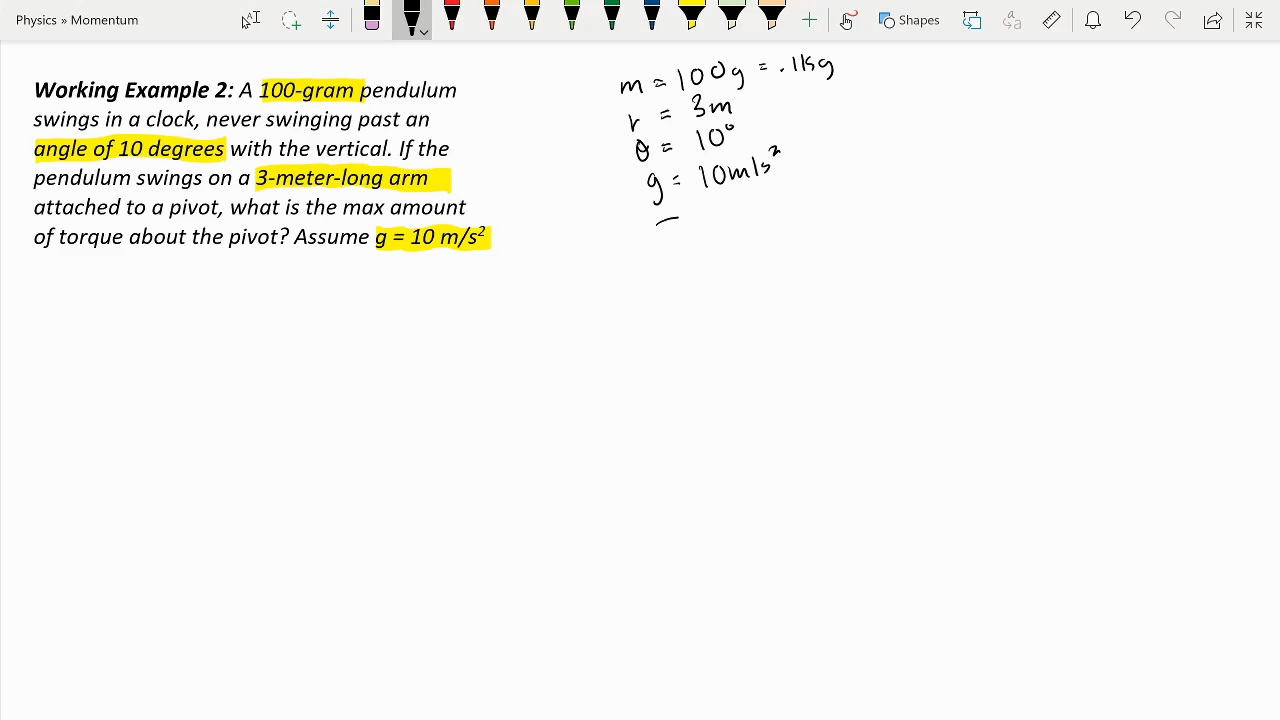 Physics » Momentum
Shapes
Working Example 2: A 100-gram pendulum
swings in a clock, never swinging past an
angle of 10 degrees with the vertical. If the
pendulum swings on a 3-meter-long arm
attached to a pivot, what is the max amount
of torque about the pivot? Assume g = 10 m/s²
m = 100g = .1kg
r = 3m
θ = 10°
g = 10m/s²